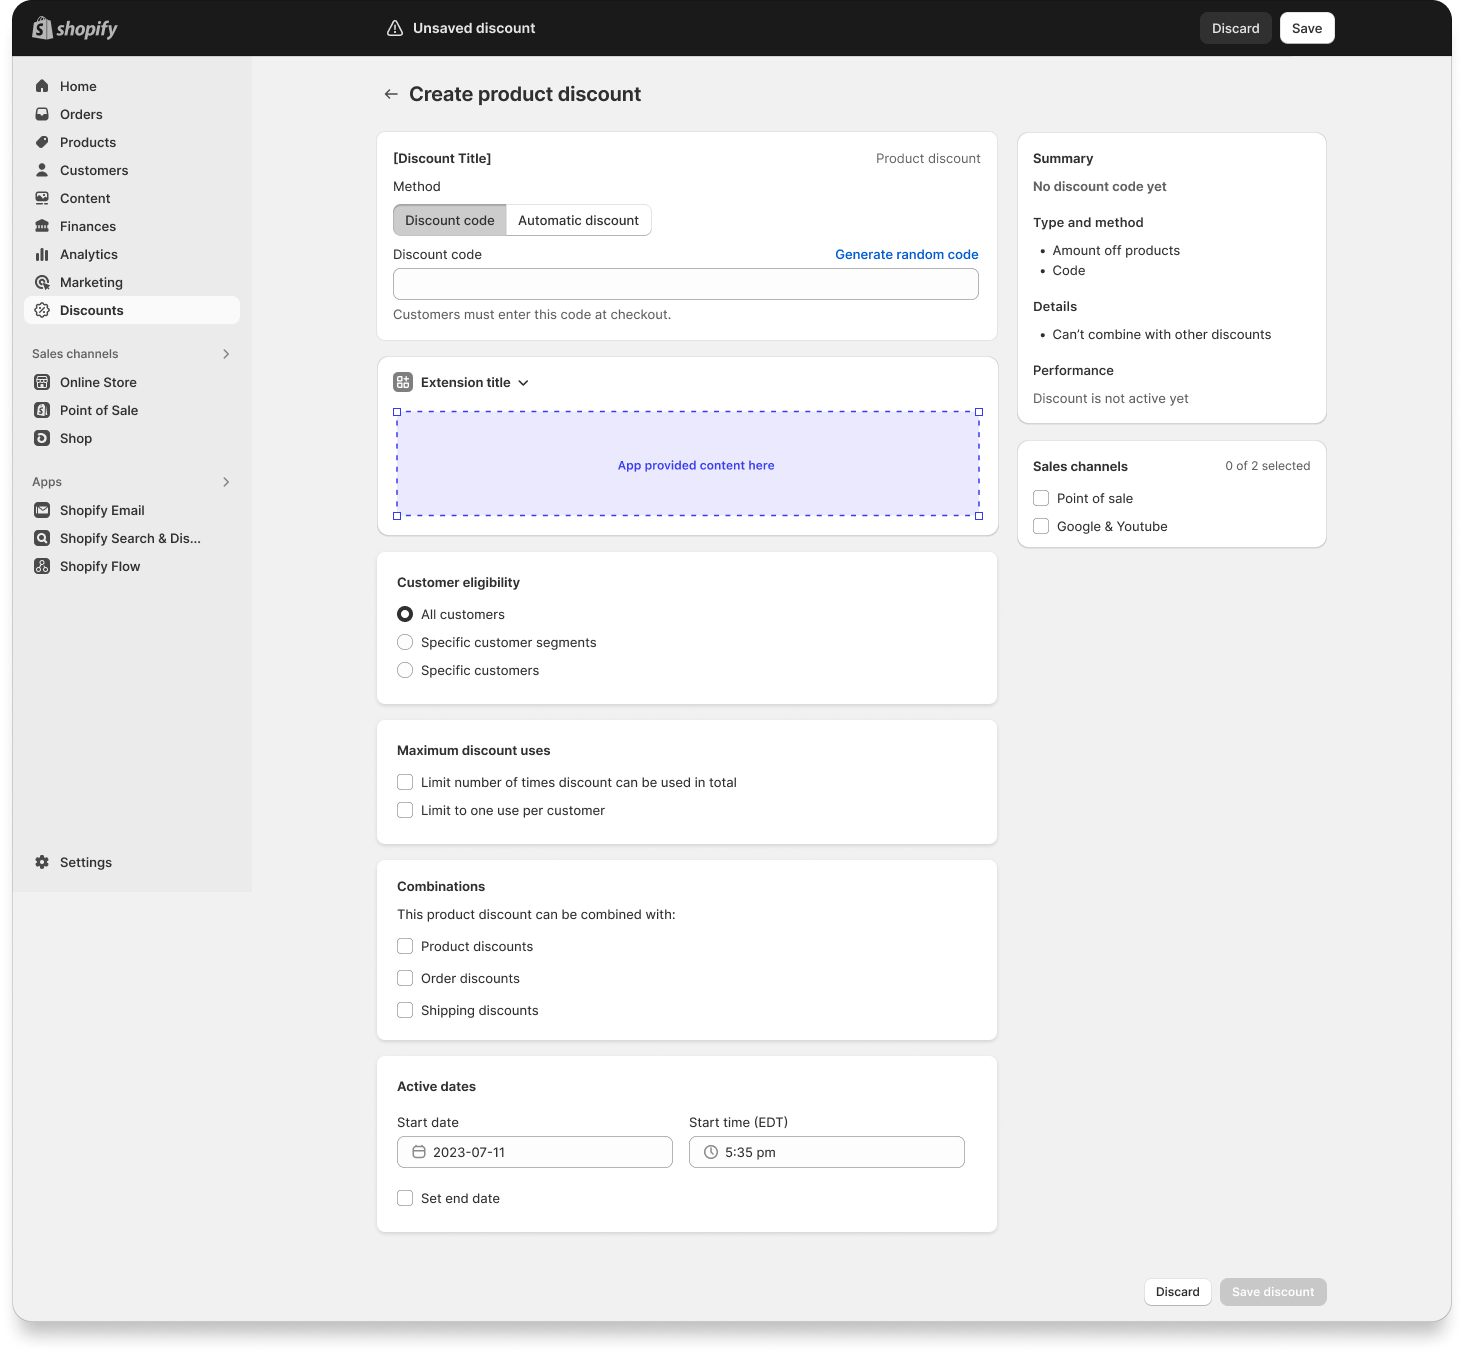 shopify
Unsaved discount
Discard
Save
Home
Orders
Products
Customers
Content
Finances
Analytics
Marketing
Discounts
Sales channels
Online Store
Point of Sale
Shop
Apps
Shopify Email
Shopify Search & Dis...
Shopify Flow
Settings
Create product discount
[Discount Title]
Product discount
Method
Discount code
Automatic discount
Discount code
Generate random code
Customers must enter this code at checkout.
Extension title
App provided content here
Customer eligibility
All customers
Specific customer segments
Specific customers
Maximum discount uses
Limit number of times discount can be used in total
Limit to one use per customer
Combinations
This product discount can be combined with:
Product discounts
Order discounts
Shipping discounts
Active dates
Start date
Start time (EDT)
2023-07-11
5:35 pm
Set end date
Summary
No discount code yet
Type and method
• Amount off products
• Code
Details
• Can’t combine with other discounts
Performance
Discount is not active yet
Sales channels
0 of 2 selected
Point of sale
Google & Youtube
Discard
Save discount